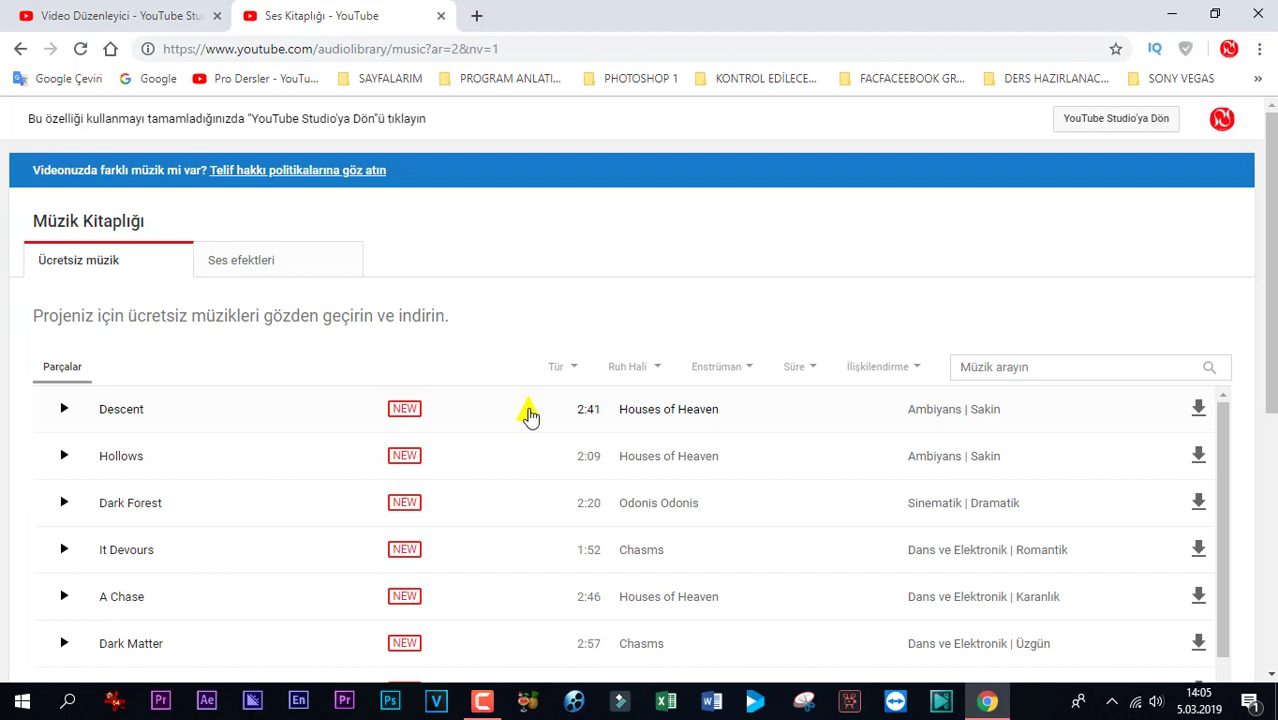 Video Düzenleyici - YouTube Stu
Ses Kitaplığı - YouTube
https://www.youtube.com/audiolibrary/music?ar=2&nv=1
Google Çeviri
Google
Pro Dersler - YouTu...
SAYFALARIM
PROGRAM ANLATI...
PHOTOSHOP 1
KONTROL EDİLECE...
FACFACEEBOOK GR...
DERS HAZIRLANAC...
SONY VEGAS
Bu özelliği kullanmayı tamamladığınızda "YouTube Studio'ya Dön"ü tıklayın
YouTube Studio'ya Dön
Videonuzda farklı müzik mi var? Telif hakkı politikalarına göz atın
Müzik Kitaplığı
Ücretsiz müzik
Ses efektleri
Projeniz için ücretsiz müzikleri gözden geçirin ve indirin.
Parçalar
Tür
Ruh Hali
Enstrüman
Süre
İlişkilendirme
Müzik arayın
Descent NEW 2:41 Houses of Heaven Ambiyans | Sakin
Hollows NEW 2:09 Houses of Heaven Ambiyans | Sakin
Dark Forest NEW 2:20 Odonis Odonis Sinematik | Dramatik
It Devours NEW 1:52 Chasms Dans ve Elektronik | Romantik
A Chase NEW 2:46 Houses of Heaven Dans ve Elektronik | Karanlık
Dark Matter NEW 2:57 Chasms Dans ve Elektronik | Üzgün
14:05
5.03.2019